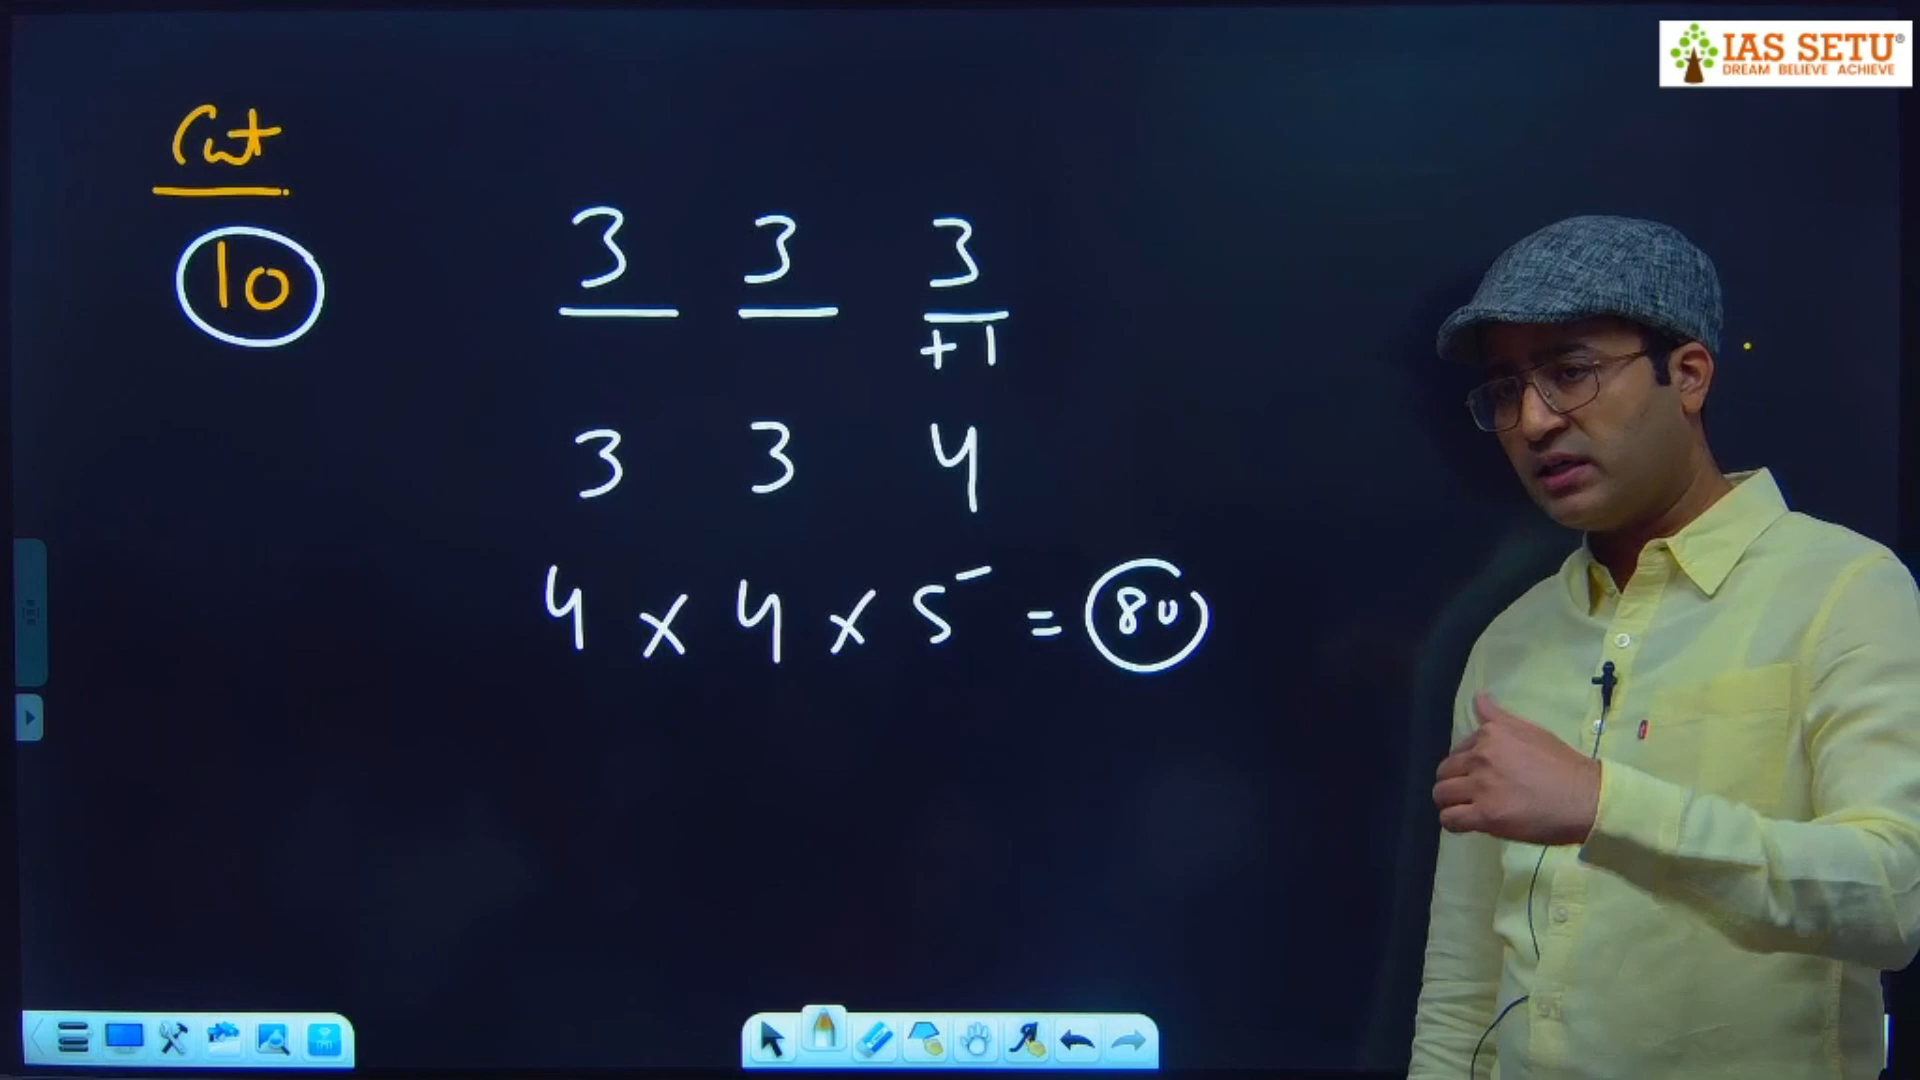 IAS SETU®
DREAM BELIEVE ACHIEVE
Cut
10
3 3 3
+1
3 3 4
4 x 4 x 5 = 80